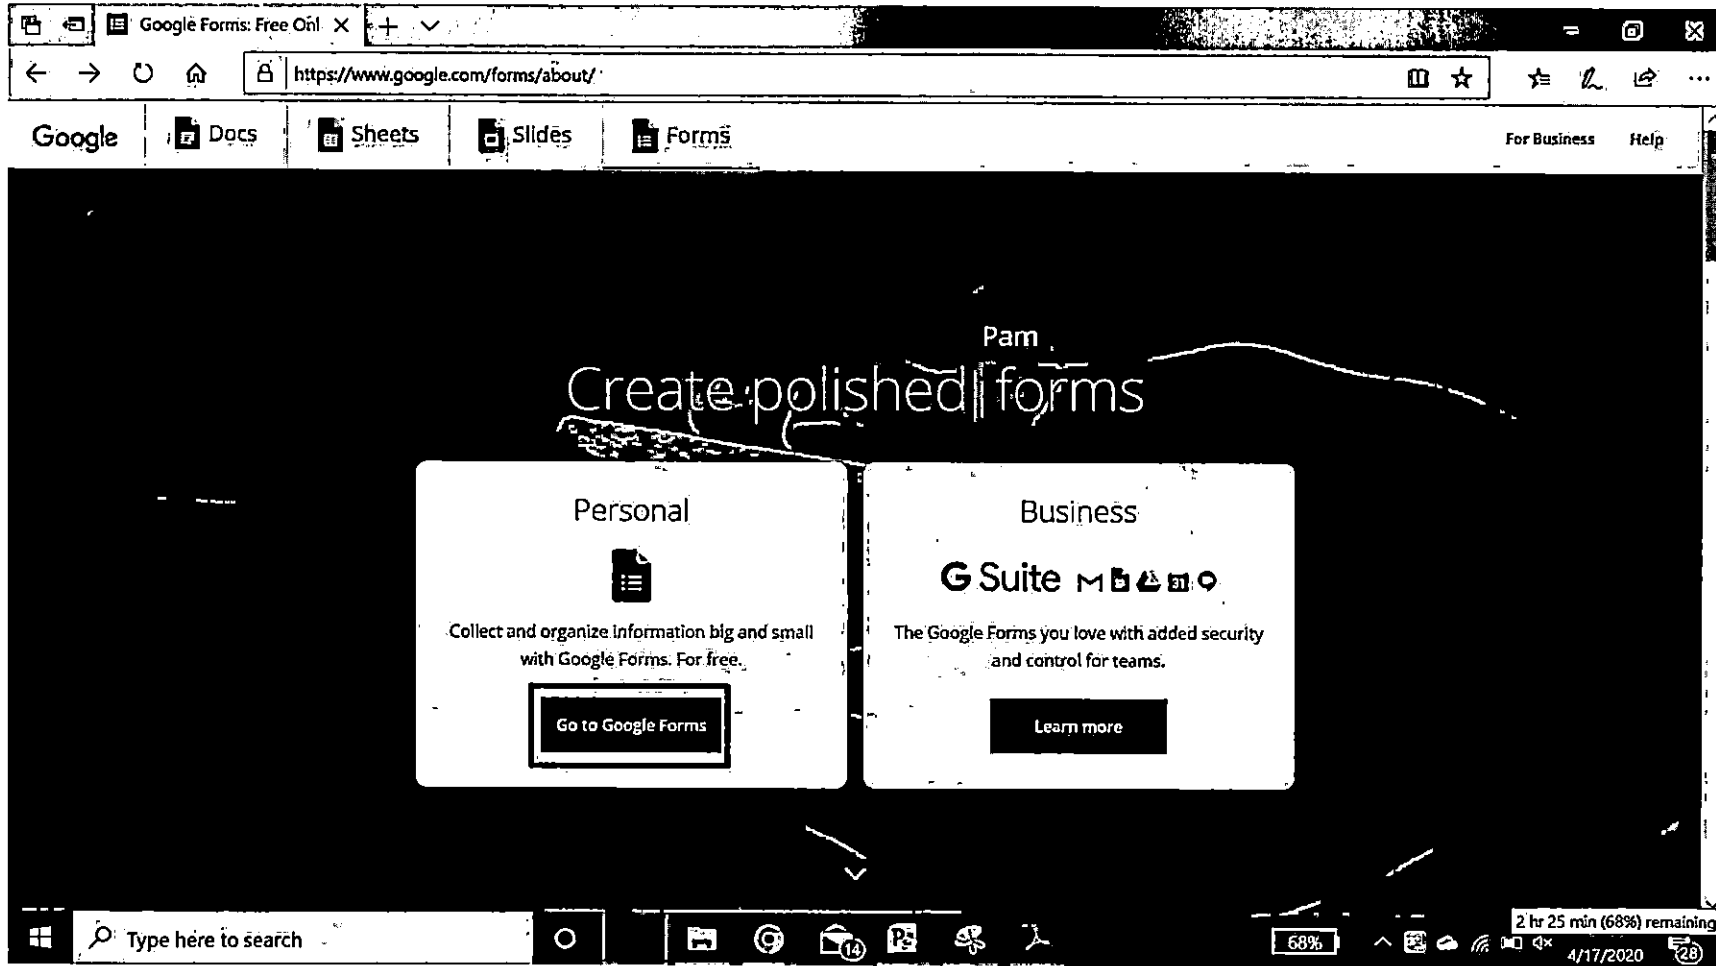 Google Forms: Free Onl
https://www.google.com/forms/about/
Google Docs Sheets Slides Forms For Business Help
Pam
Create polished forms
Personal
Collect and organize information big and small
with Google Forms. For free.
Go to Google Forms
Business
G Suite
31
The Google Forms you love with added security
and control for teams.
Learn more
2 hr 25 min (68%) remaining
Type here to search
14
68%
4/17/2020
28